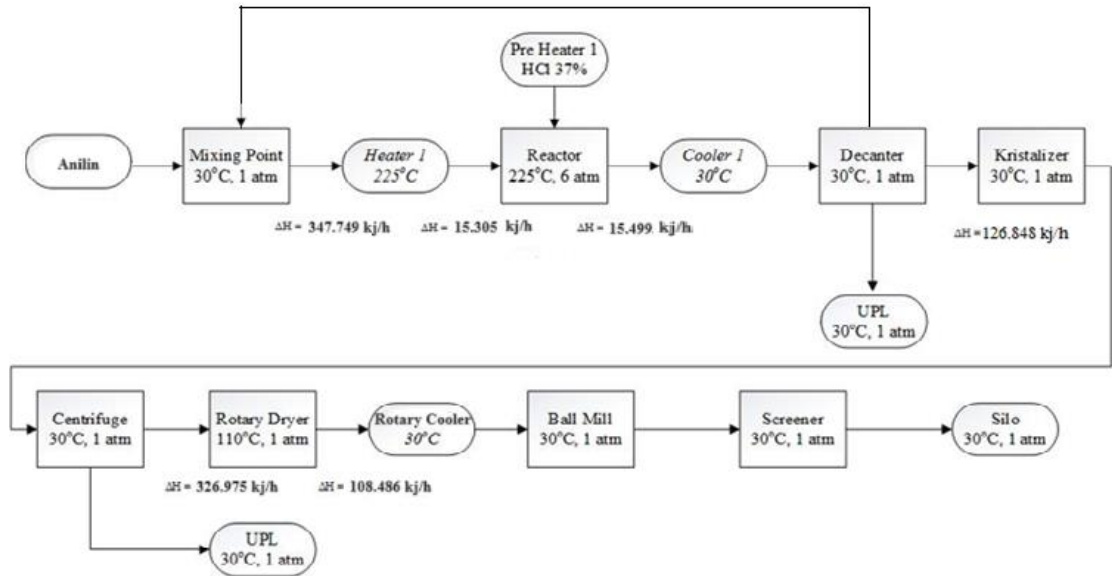 Pre Heater 1
HCl 37%
Anilin
Mixing Point
30°C, 1 atm
Heater 1
225°C
Reactor
225°C, 6 atm
Cooler 1
30°C
Decanter
30°C, 1 atm
Kristalizer
30°C, 1 atm
ΔH = 347.749 kj/h
ΔH = 15.305 kj/h
ΔH = 15.499 kjj/h
ΔH =126.848 kj/h
UPL
30°C, 1 atm
Centrifuge
30°C, 1 atm
Rotary Dryer
110°C, 1 atm
Rotary Cooler
30°C
Ball Mill
30°C, 1 atm
Screener
30°C, 1 atm
Silo
30°C, 1 atm
ΔH = 326.975 kj/h
ΔH = 108.486 kj/h
UPL
30°C, 1 atm